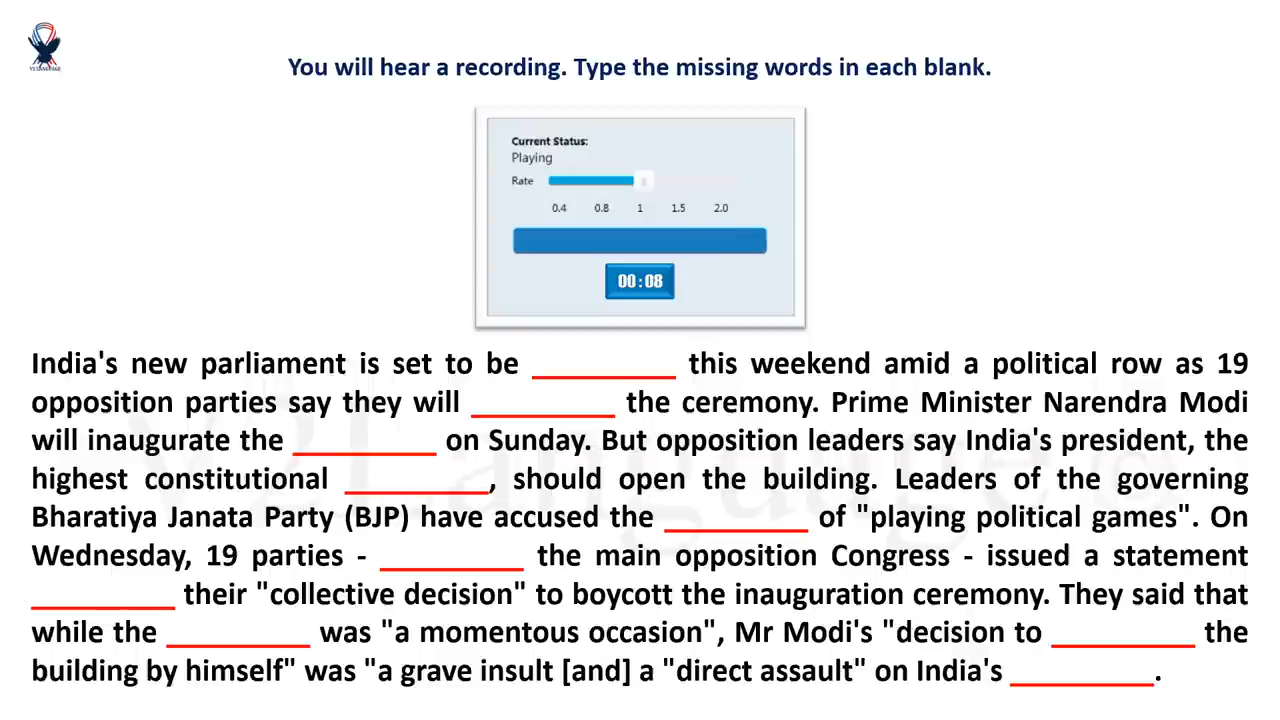 V2 LANGUAGE
You will hear a recording. Type the missing words in each blank.
Current Status:
Playing
Rate
0.4 0.8 1 1.5 2.0
00:08
India's new parliament is set to be __________ this weekend amid a political row as 19
opposition parties say they will __________ the ceremony. Prime Minister Narendra Modi
will inaugurate the __________ on Sunday. But opposition leaders say India's president, the
highest constitutional __________, should open the building. Leaders of the governing
Bharatiya Janata Party (BJP) have accused the __________ of "playing political games". On
Wednesday, 19 parties - __________ the main opposition Congress - issued a statement
__________ their "collective decision" to boycott the inauguration ceremony. They said that
while the __________ was "a momentous occasion", Mr Modi's "decision to __________ the
building by himself" was "a grave insult [and] a "direct assault" on India's __________.